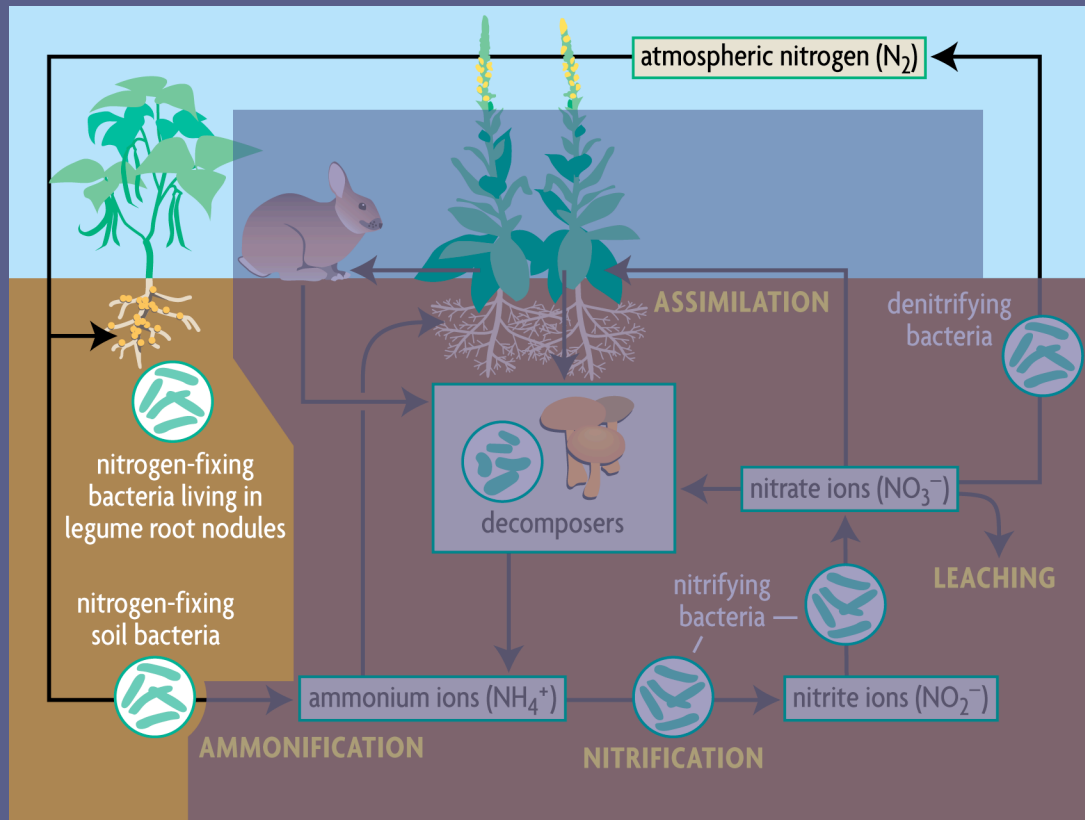 atmospheric nitrogen (N₂)
ASSIMILATION
denitrifying
bacteria
nitrogen-fixing
bacteria living in
legume root nodules
decomposers
nitrate ions (NO₃⁻)
LEACHING
nitrogen-fixing
soil bacteria
nitrifying
bacteria
ammonium ions (NH₄⁺)
nitrite ions (NO₂⁻)
AMMONIFICATION
NITRIFICATION